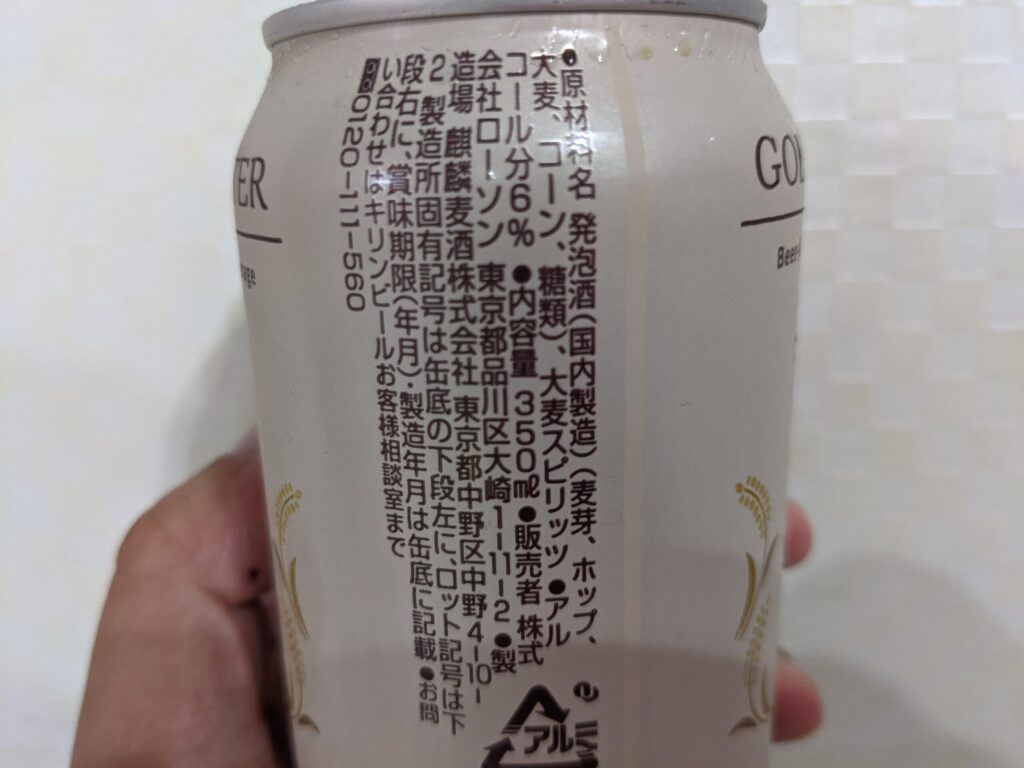 ●原材料名 発泡酒(国内製造)(麦芽、ホップ、
大麦、コーン、糖類)、大麦スピリッツ ●アル
コール分6% ●内容量 350㎖ ●販売者 株式
会社ローソン 東京都品川区大崎1-11-2 ●製
造場 麒麟麦酒株式会社 東京都中野区中野4-10-
2 製造所固有記号は缶底の下段左に、ロット記号は下
段右に、賞味期限(年月)・製造年月は缶底に記載 ●お問
い合わせはキリンビールお客様相談室まで
0120-111-560
アルミ
TER
age
GOL
Beer-